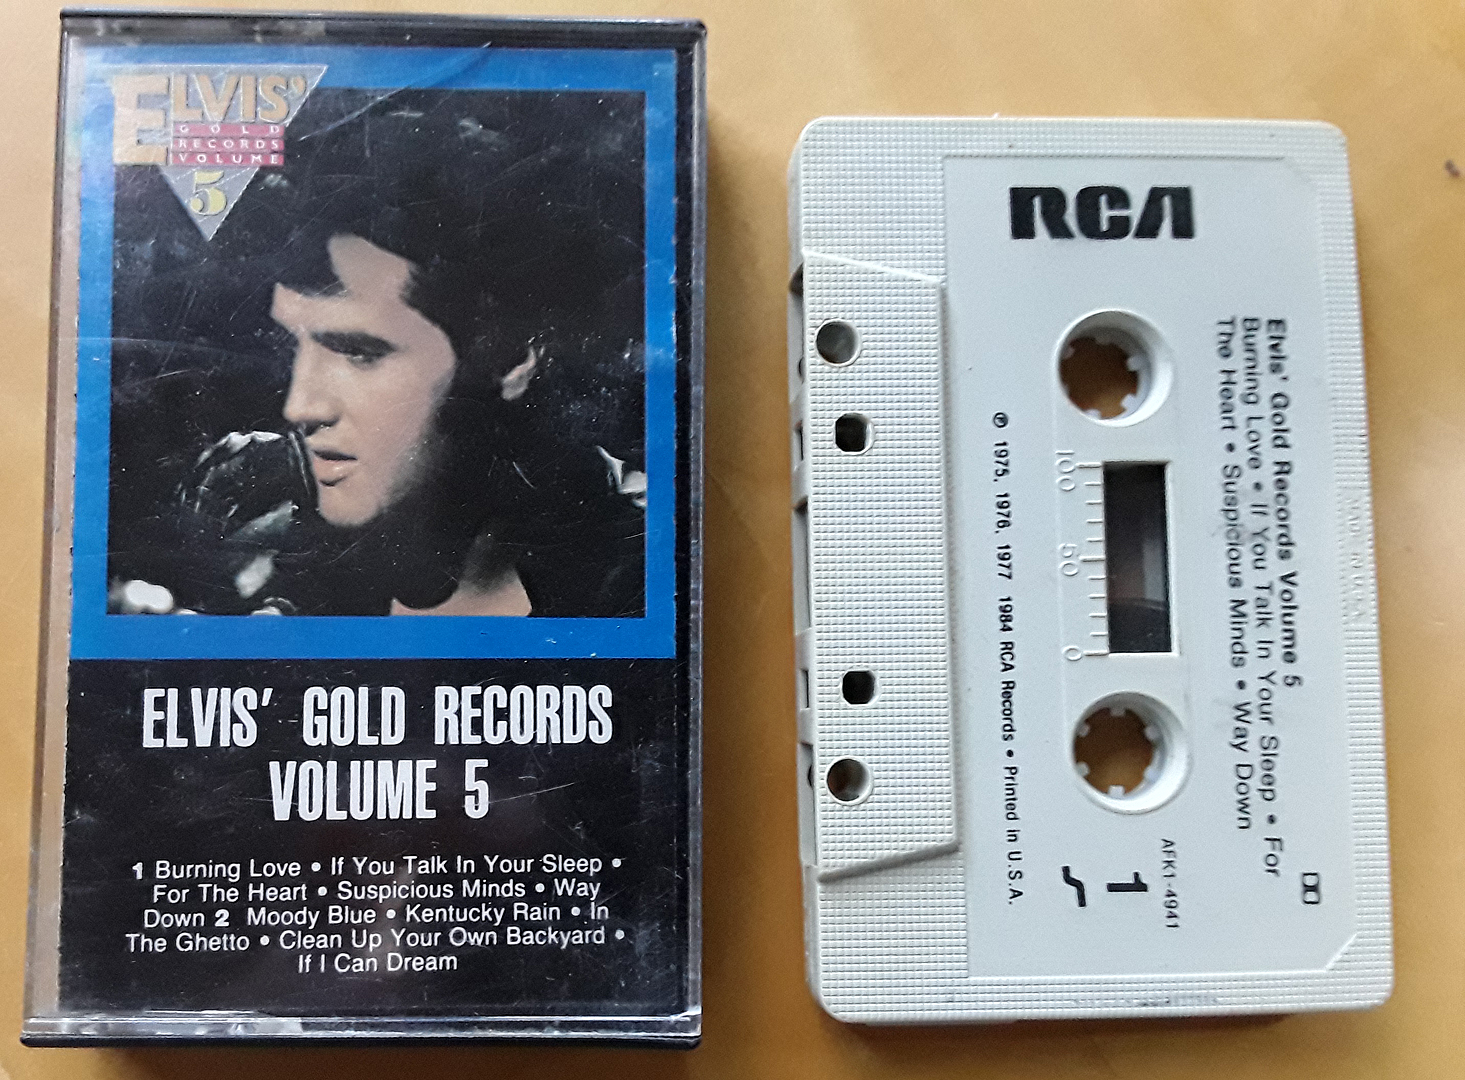 ELVIS'
GOLD
RECORDS
VOLUME
5
ELVIS' GOLD RECORDS
VOLUME 5
1 Burning Love • If You Talk In Your Sleep •
For The Heart • Suspicious Minds • Way
Down 2 Moody Blue • Kentucky Rain • In
The Ghetto • Clean Up Your Own Backyard •
If I Can Dream
RCA
Elvis' Gold Records Volume 5
Burning Love • If You Talk In Your Sleep • For
The Heart • Suspicious Minds • Way Down
100 50 0
℗ 1975, 1976, 1977 1984 RCA Records • Printed in U.S.A.
AFK1-4941
1
MADE IN U.S.A.